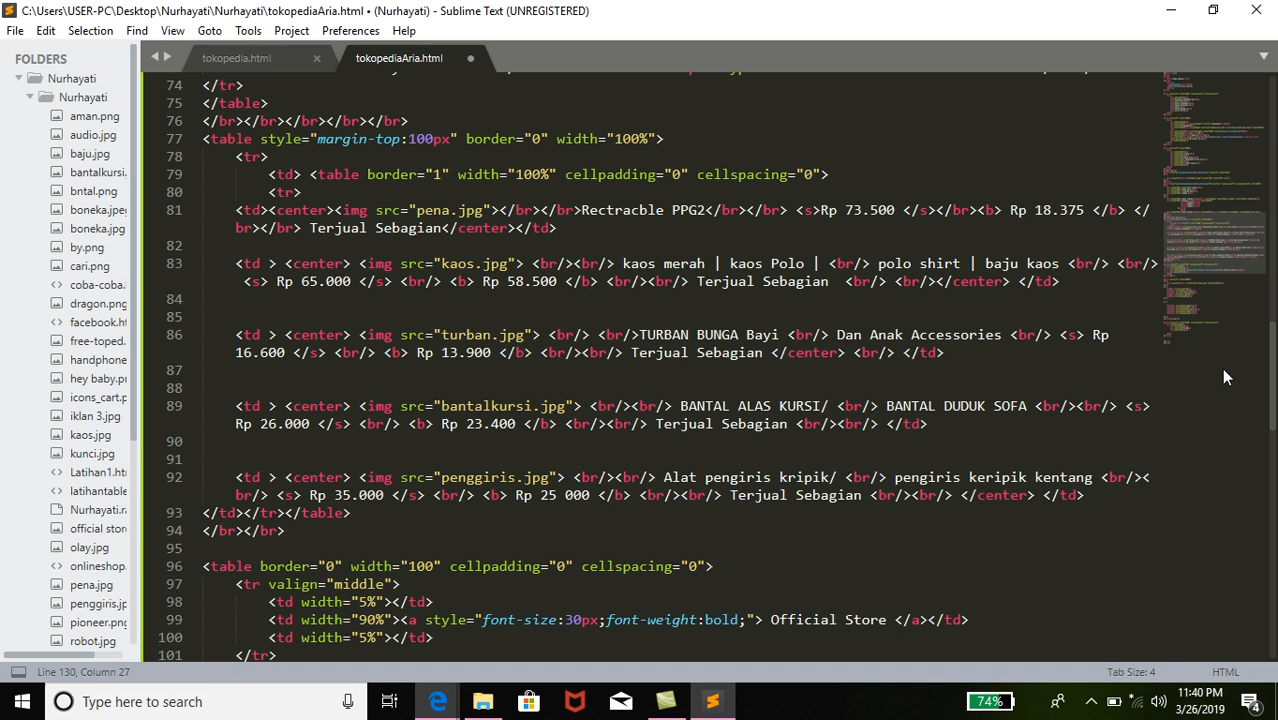 C:\Users\USER-PC\Desktop\Nurhayati\Nurhayati\tokopediaAria.html • (Nurhayati) - Sublime Text (UNREGISTERED)
File Edit Selection Find View Goto Tools Project Preferences Help
FOLDERS
Nurhayati
Nurhayati
aman.png
audio.jpg
baju.jpg
bantalkursi.
bntal.png
boneka.jpeg
boneka.jpg
by.png
cari.png
coba-coba.
dragon.png
facebook.ht
free-toped.
handphone
hey baby.pr
icons_cart.p
iklan 3.jpg
kaos.jpg
kunci.jpg
Latihan1.htr
latihantable
Nurhayati.ra
official store
olay.jpg
onlineshop.
pena.jpg
penggiris.jp
pioneer.png
robot.jpg
tokopedia.html × tokopediaAria.html
74 </tr>
75 </table>
76 </br></br></br></br></br>
77 <table style="margin-top:100px" border="0" width="100%">
78 <tr>
79 <td> <table border="1" width="100%" cellpadding="0" cellspacing="0">
80 <tr>
81 <td><center><img src="pena.jpg"></br></br>Rectracble PPG2</br></br> <s>Rp 73.500 </s></br><b> Rp 18.375 </b> </
br></br> Terjual Sebagian</center></td>
82
83 <td > <center> <img src="kaos.jpg"> <br/><br/> kaos merah | kaos Polo | <br/> polo shirt | baju kaos <br/> <br/>
<s> Rp 65.000 </s> <br/> <b> Rp 58.500 </b> <br/><br/> Terjual Sebagian <br/> <br/></center> </td>
84
85
86 <td > <center> <img src="turban.jpg"> <br/> <br/>TURBAN BUNGA Bayi <br/> Dan Anak Accessories <br/> <s> Rp
16.600 </s> <br/> <b> Rp 13.900 </b> <br/><br/> Terjual Sebagian </center> <br/> </td>
87
88
89 <td > <center> <img src="bantalkursi.jpg"> <br/><br/> BANTAL ALAS KURSI/ <br/> BANTAL DUDUK SOFA <br/><br/> <s>
Rp 26.000 </s> <br/> <b> Rp 23.400 </b> <br/><br/> Terjual Sebagian <br/><br/> </td>
90
91
92 <td > <center> <img src="penggiris.jpg"> <br/><br/> Alat pengiris kripik/ <br/> pengiris keripik kentang <br/><
br/> <s> Rp 35.000 </s> <br/> <b> Rp 25 000 </b> <br/><br/> Terjual Sebagian <br/><br/> </center> </td>
93 </td></tr></table>
94 </br></br>
95
96 <table border="0" width="100" cellpadding="0" cellspacing="0">
97 <tr valign="middle">
98 <td width="5%"></td>
99 <td width="90%"><a style="font-size:30px;font-weight:bold;"> Official Store </a></td>
100 <td width="5%"></td>
101 </tr>
Line 130, Column 27 Tab Size: 4 HTML
Type here to search
74%
11:40 PM
3/26/2019
4